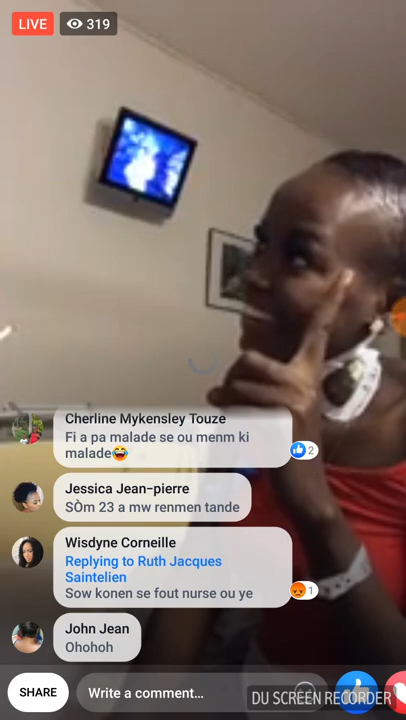 LIVE 319
Cherline Mykensley Touze
Fi a pa malade se ou menm ki
malade😂
2
Jessica Jean-pierre
SÒm 23 a mw renmen tande
Wisdyne Corneille
Replying to Ruth Jacques
Saintelien
Sow konen se fout nurse ou ye
1
John Jean
Ohohoh
SHARE Write a comment...
DU SCREEN RECORDER